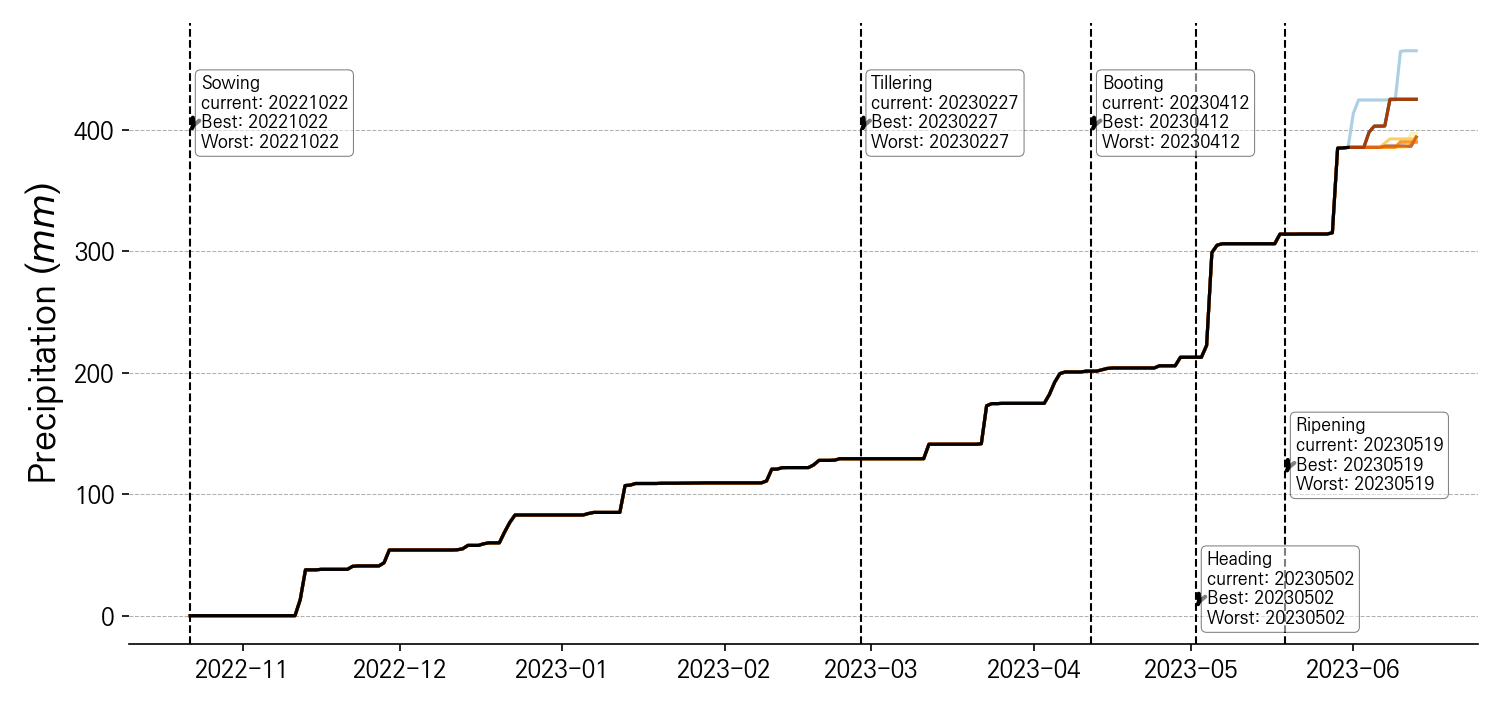 Precipitation (mm)
400
300
200
100
0
Sowing
current: 20221022
Best: 20221022
Worst: 20221022
Tillering
current: 20230227
Best: 20230227
Worst: 20230227
Booting
current: 20230412
Best: 20230412
Worst: 20230412
Ripening
current: 20230519
Best: 20230519
Worst: 20230519
Heading
current: 20230502
Best: 20230502
Worst: 20230502
2022−11
2022−12
2023−01
2023−02
2023−03
2023−04
2023−05
2023−06